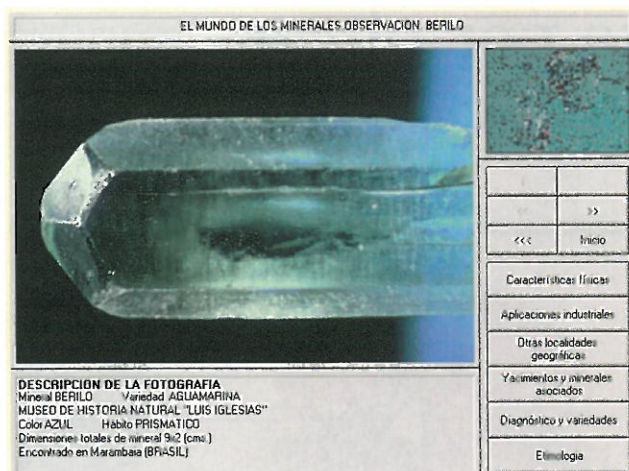 EL MUNDO DE LOS MINERALES OBSERVACION. BERILO
>>
<<<
Inicio
Características físicas
Aplicaciones industriales
Otras localidades
geográficas
Yacimientos y minerales
asociados
Diagnóstico y variedades
Etimologia
DESCRIPCION DE LA FOTOGRAFIA
Mineral BERILO Variedad AGUAMARINA
MUSEO DE HISTORIA NATURAL "LUIS IGLESIAS"
Color AZUL Hábito PRISMATICO
Dimensiones totales de mineral 9x2 (cms.)
Encontrado en Marambaia (BRASIL)